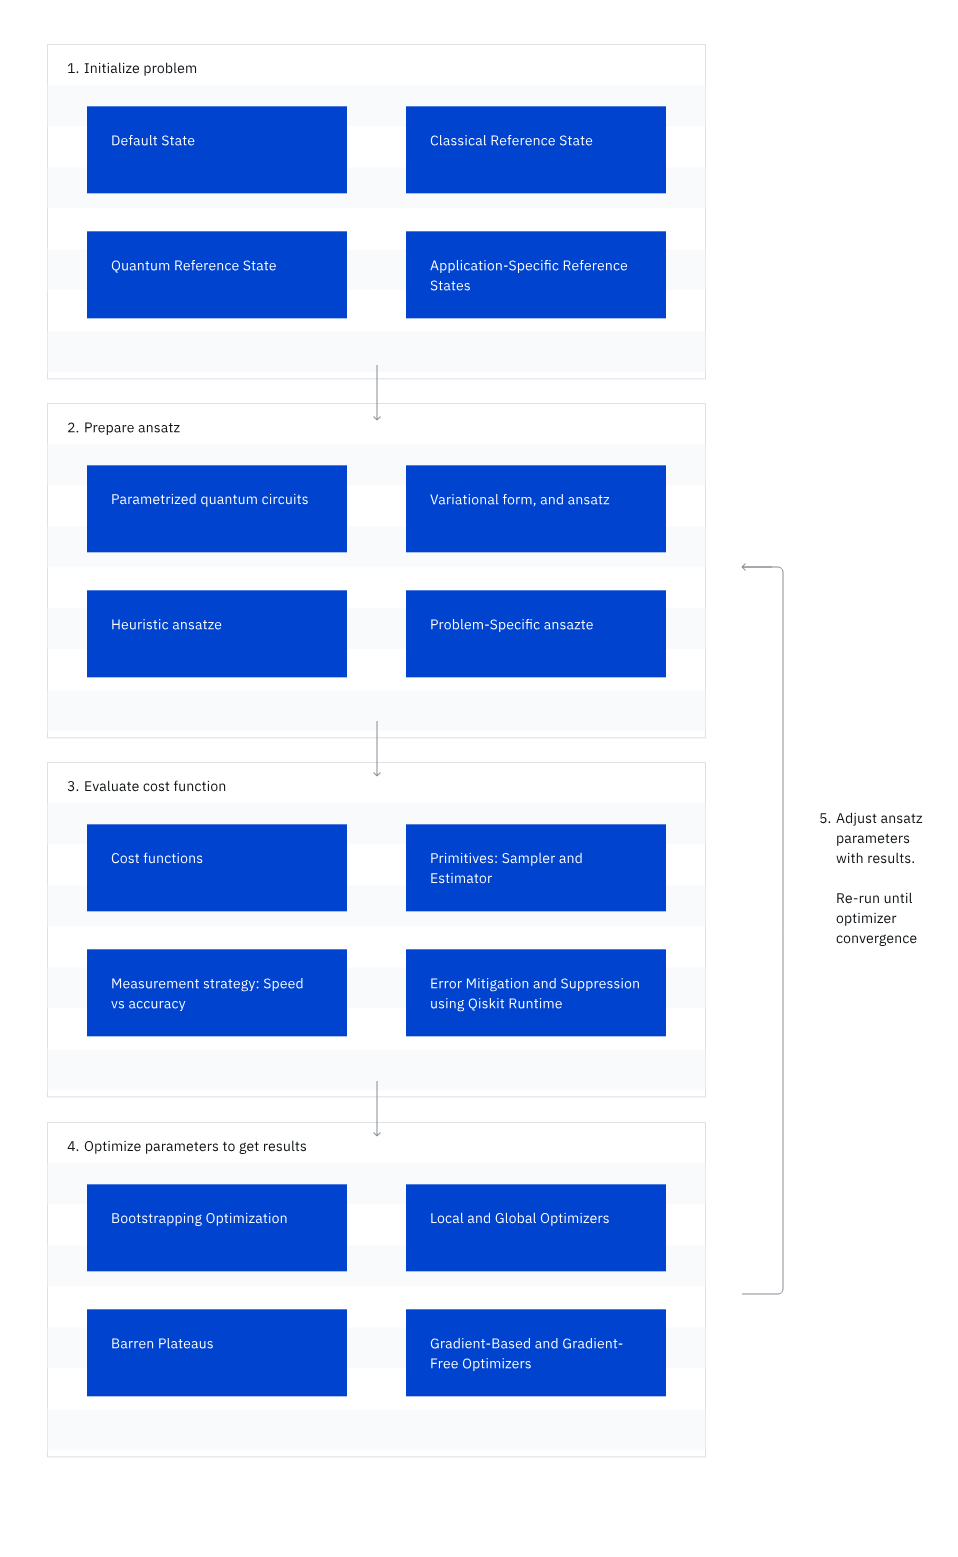 1. Initialize problem
Default State
Classical Reference State
Quantum Reference State
Application-Specific Reference
States
2. Prepare ansatz
Parametrized quantum circuits
Variational form, and ansatz
Heuristic ansatze
Problem-Specific ansazte
3. Evaluate cost function
Cost functions
Primitives: Sampler and
Estimator
Measurement strategy: Speed
vs accuracy
Error Mitigation and Suppression
using Qiskit Runtime
4. Optimize parameters to get results
Bootstrapping Optimization
Local and Global Optimizers
Barren Plateaus
Gradient-Based and Gradient-
Free Optimizers
5. Adjust ansatz
parameters
with results.
Re-run until
optimizer
convergence